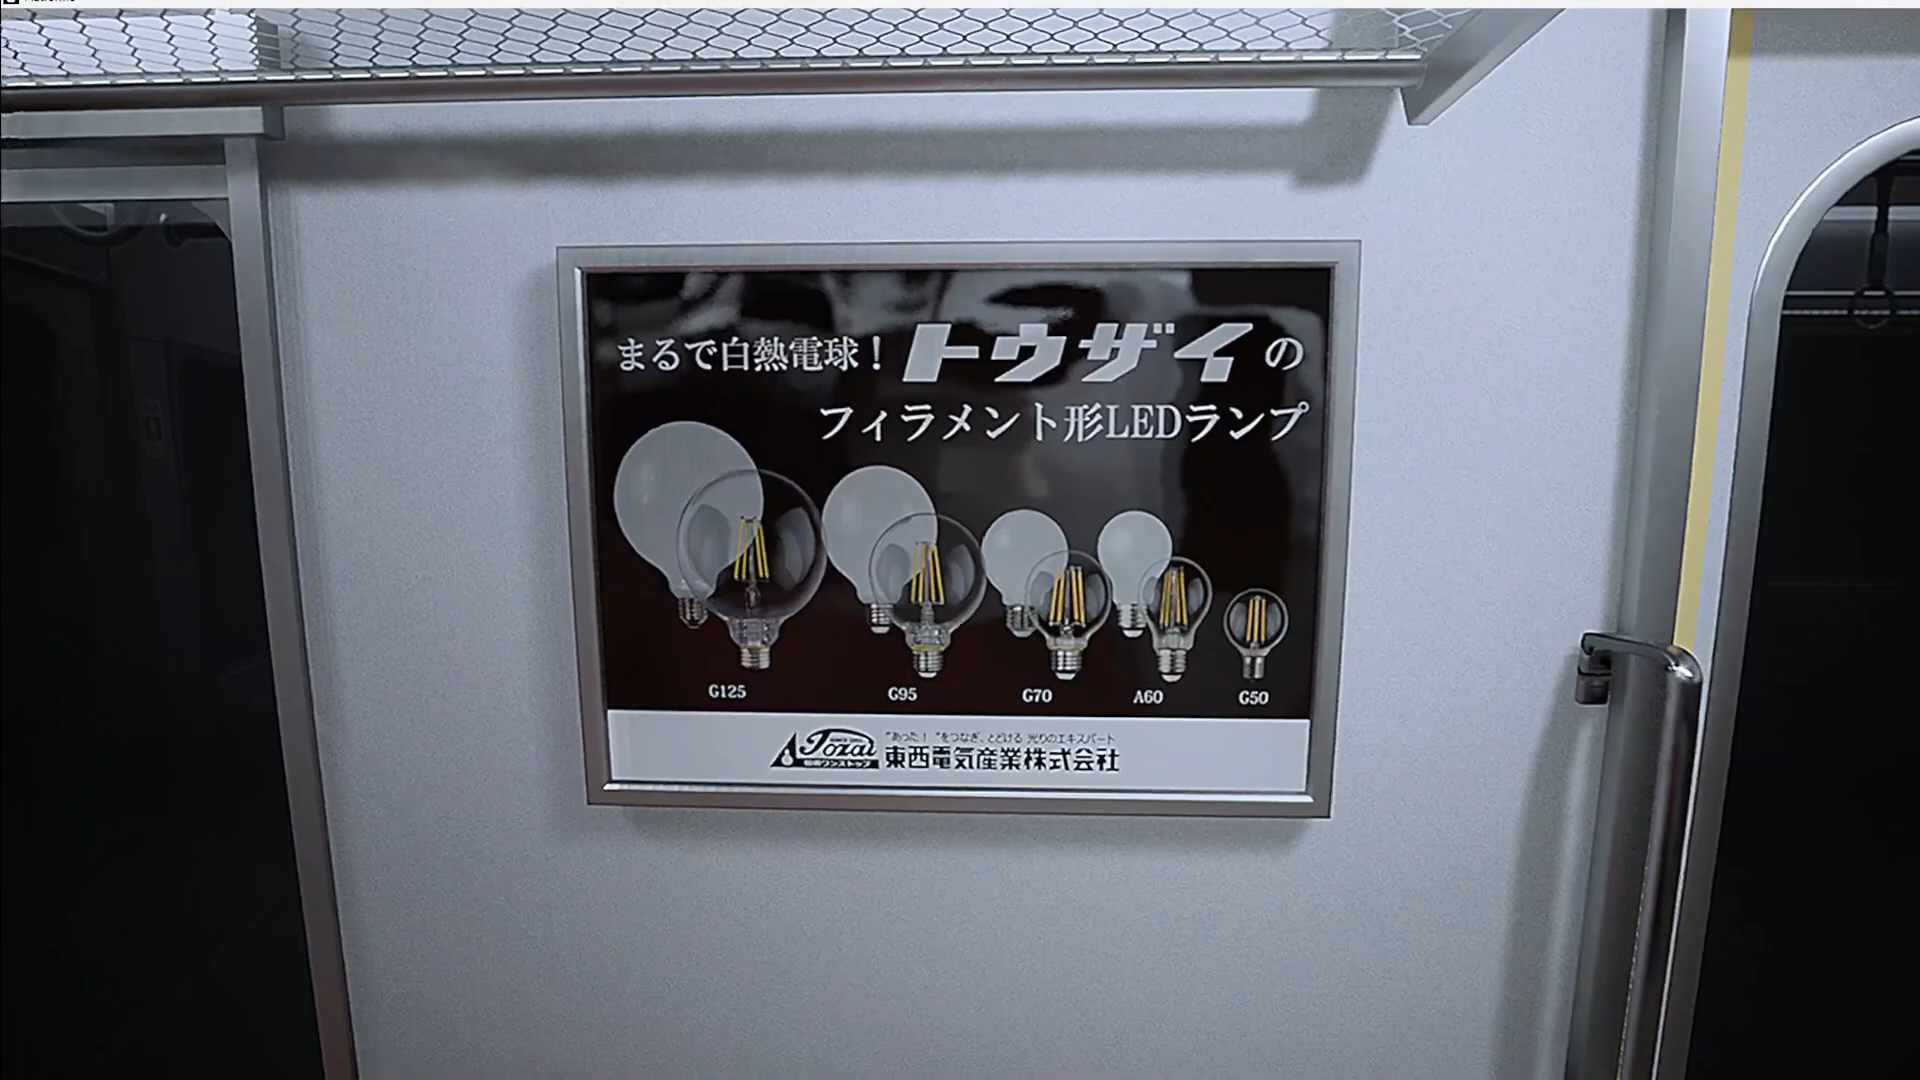 まるで白熱電球！トウザイの
フィラメント形LEDランプ
G125 G95 G70 A60 G50
Tozai
"あった！"をつなぎ、とどける 光りのエキスパート
東西電気産業株式会社